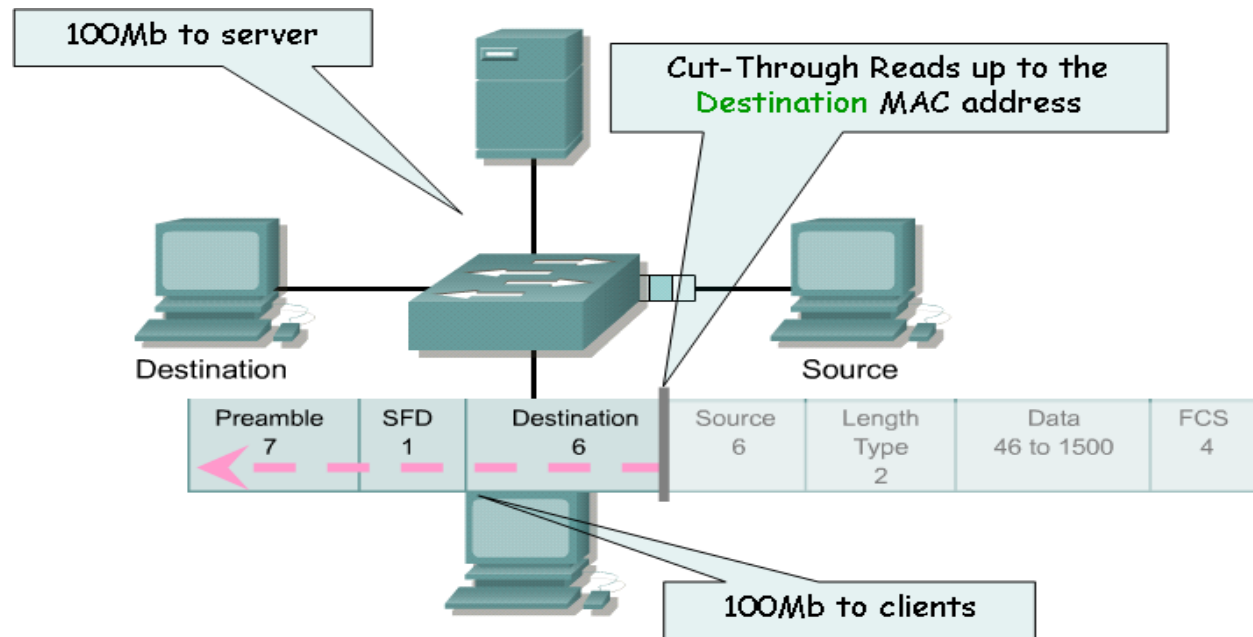 100Mb to server
Cut-Through Reads up to the
Destination MAC address
Destination
Source
Preamble
7
SFD
1
Destination
6
Source
6
Length
Type
2
Data
46 to 1500
FCS
4
100Mb to clients